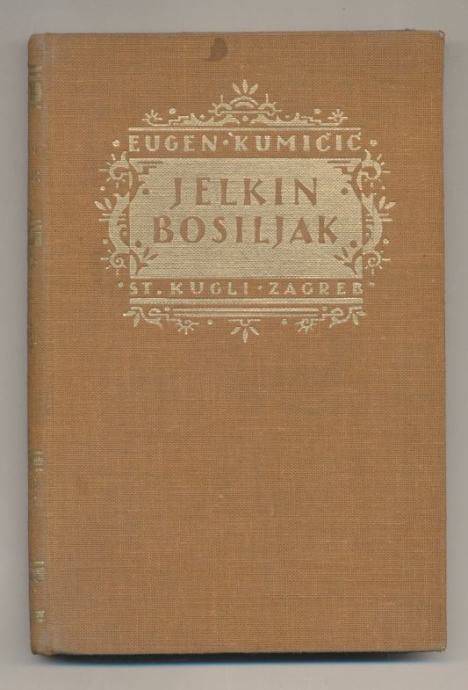 EUGEN·KUMIČIĆ
JELKIN
BOSILJAK
ST. KUGLI·ZAGREB